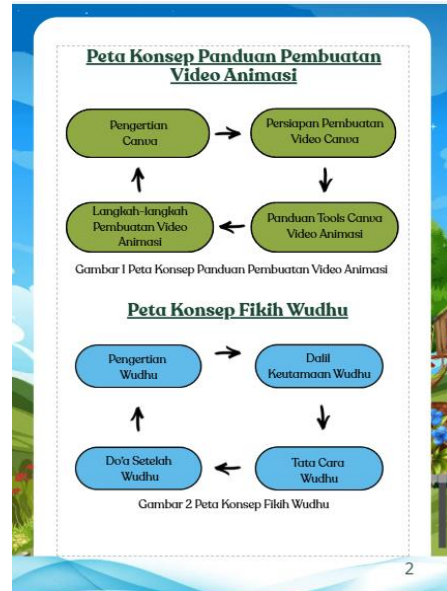 Peta Konsep Panduan Pembuatan
Video Animasi
Pengertian
Canva
Persiapan Pembuatan
Video Canva
Langkah-langkah
Pembuatan Video
Animasi
Panduan Tools Canva
Video Animasi
Gambar 1 Peta Konsep Panduan Pembuatan Video Animasi
Peta Konsep Fikih Wudhu
Pengertian
Wudhu
Dalil
Keutamaan Wudhu
Do'a Setelah
Wudhu
Tata Cara
Wudhu
Gambar 2 Peta Konsep Fikih Wudhu
2